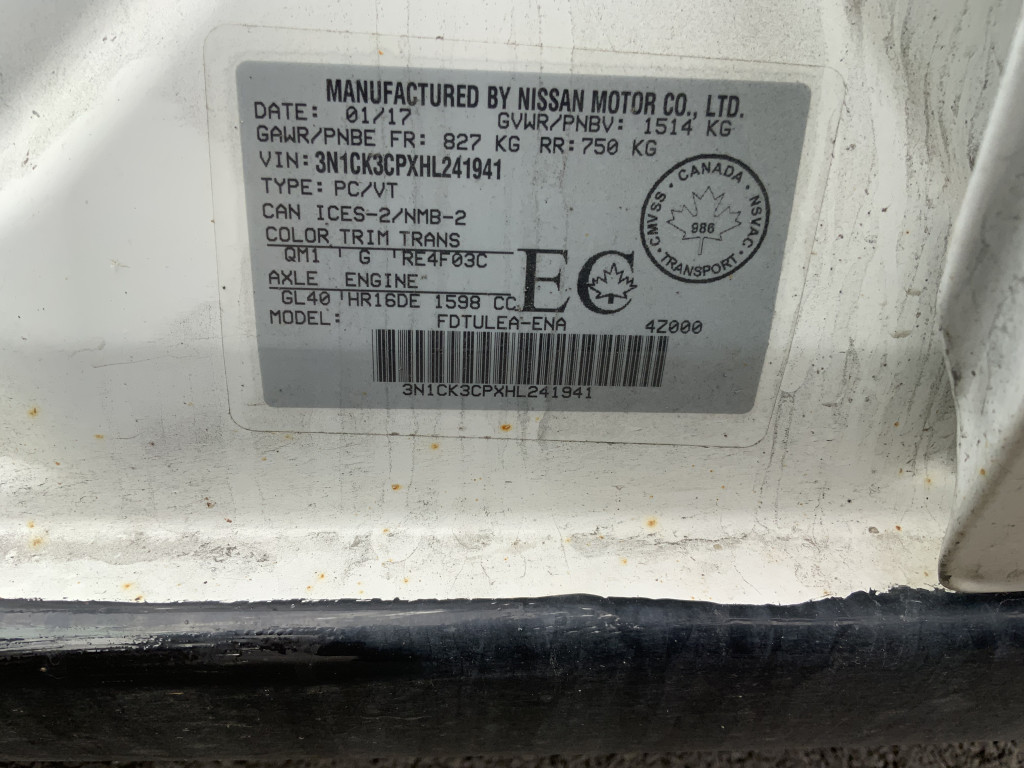 MANUFACTURED BY NISSAN MOTOR CO., LTD.
DATE: 01/17 GVWR/PNBV: 1514 KG
GAWR/PNBE FR: 827 KG RR: 750 KG
VIN: 3N1CK3CPXHL241941
TYPE: PC/VT
CAN ICES-2/NMB-2
COLOR TRIM TRANS
QM1 G RE4F03C
AXLE ENGINE
GL40 HR16DE 1598 CC
MODEL: FDTULEA-ENA 4Z000
3N1CK3CPXHL241941
EC
CMVSS · CANADA · NSVAC · TRANSPORT ·
986